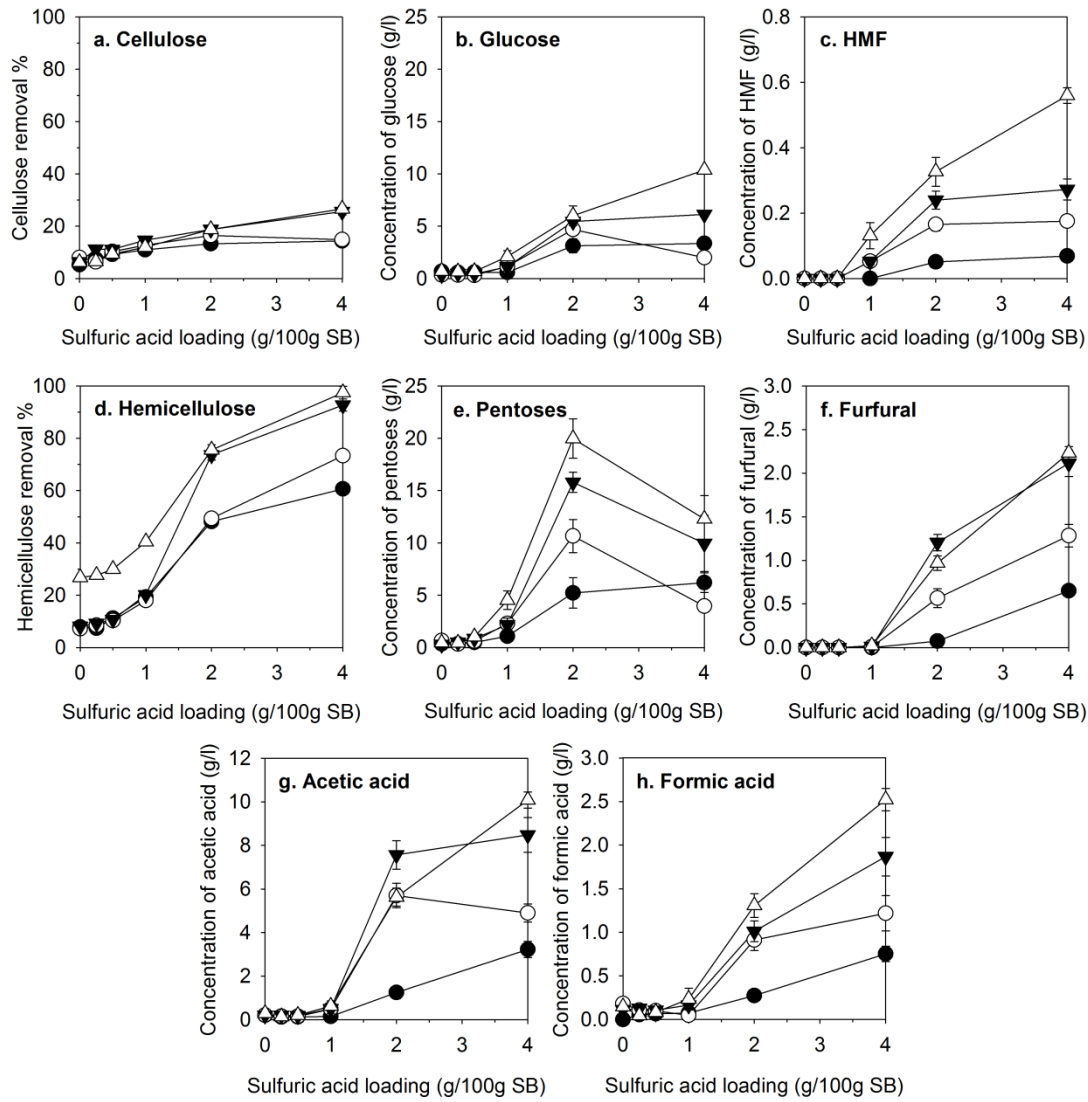 a. Cellulose
Cellulose removal %
100
80
60
40
20
0
0 1 2 3 4
Sulfuric acid loading (g/100g SB)
b. Glucose
Concentration of glucose (g/l)
25
20
15
10
5
0
0 1 2 3 4
Sulfuric acid loading (g/100g SB)
c. HMF
Concentration of HMF (g/l)
0.8
0.6
0.4
0.2
0.0
0 1 2 3 4
Sulfuric acid loading (g/100g SB)
d. Hemicellulose
Hemicellulose removal %
100
80
60
40
20
0
0 1 2 3 4
Sulfuric acid loading (g/100g SB)
e. Pentoses
Concentration of pentoses (g/l)
25
20
15
10
5
0
0 1 2 3 4
Sulfuric acid loading (g/100g SB)
f. Furfural
Concentration of furfural (g/l)
3.0
2.5
2.0
1.5
1.0
0.5
0.0
0 1 2 3 4
Sulfuric acid loading (g/100g SB)
g. Acetic acid
Concentration of acetic acid (g/l)
12
10
8
6
4
2
0
0 1 2 3 4
Sulfuric acid loading (g/100g SB)
h. Formic acid
Concentration of formic acid (g/l)
3.0
2.5
2.0
1.5
1.0
0.5
0.0
0 1 2 3 4
Sulfuric acid loading (g/100g SB)